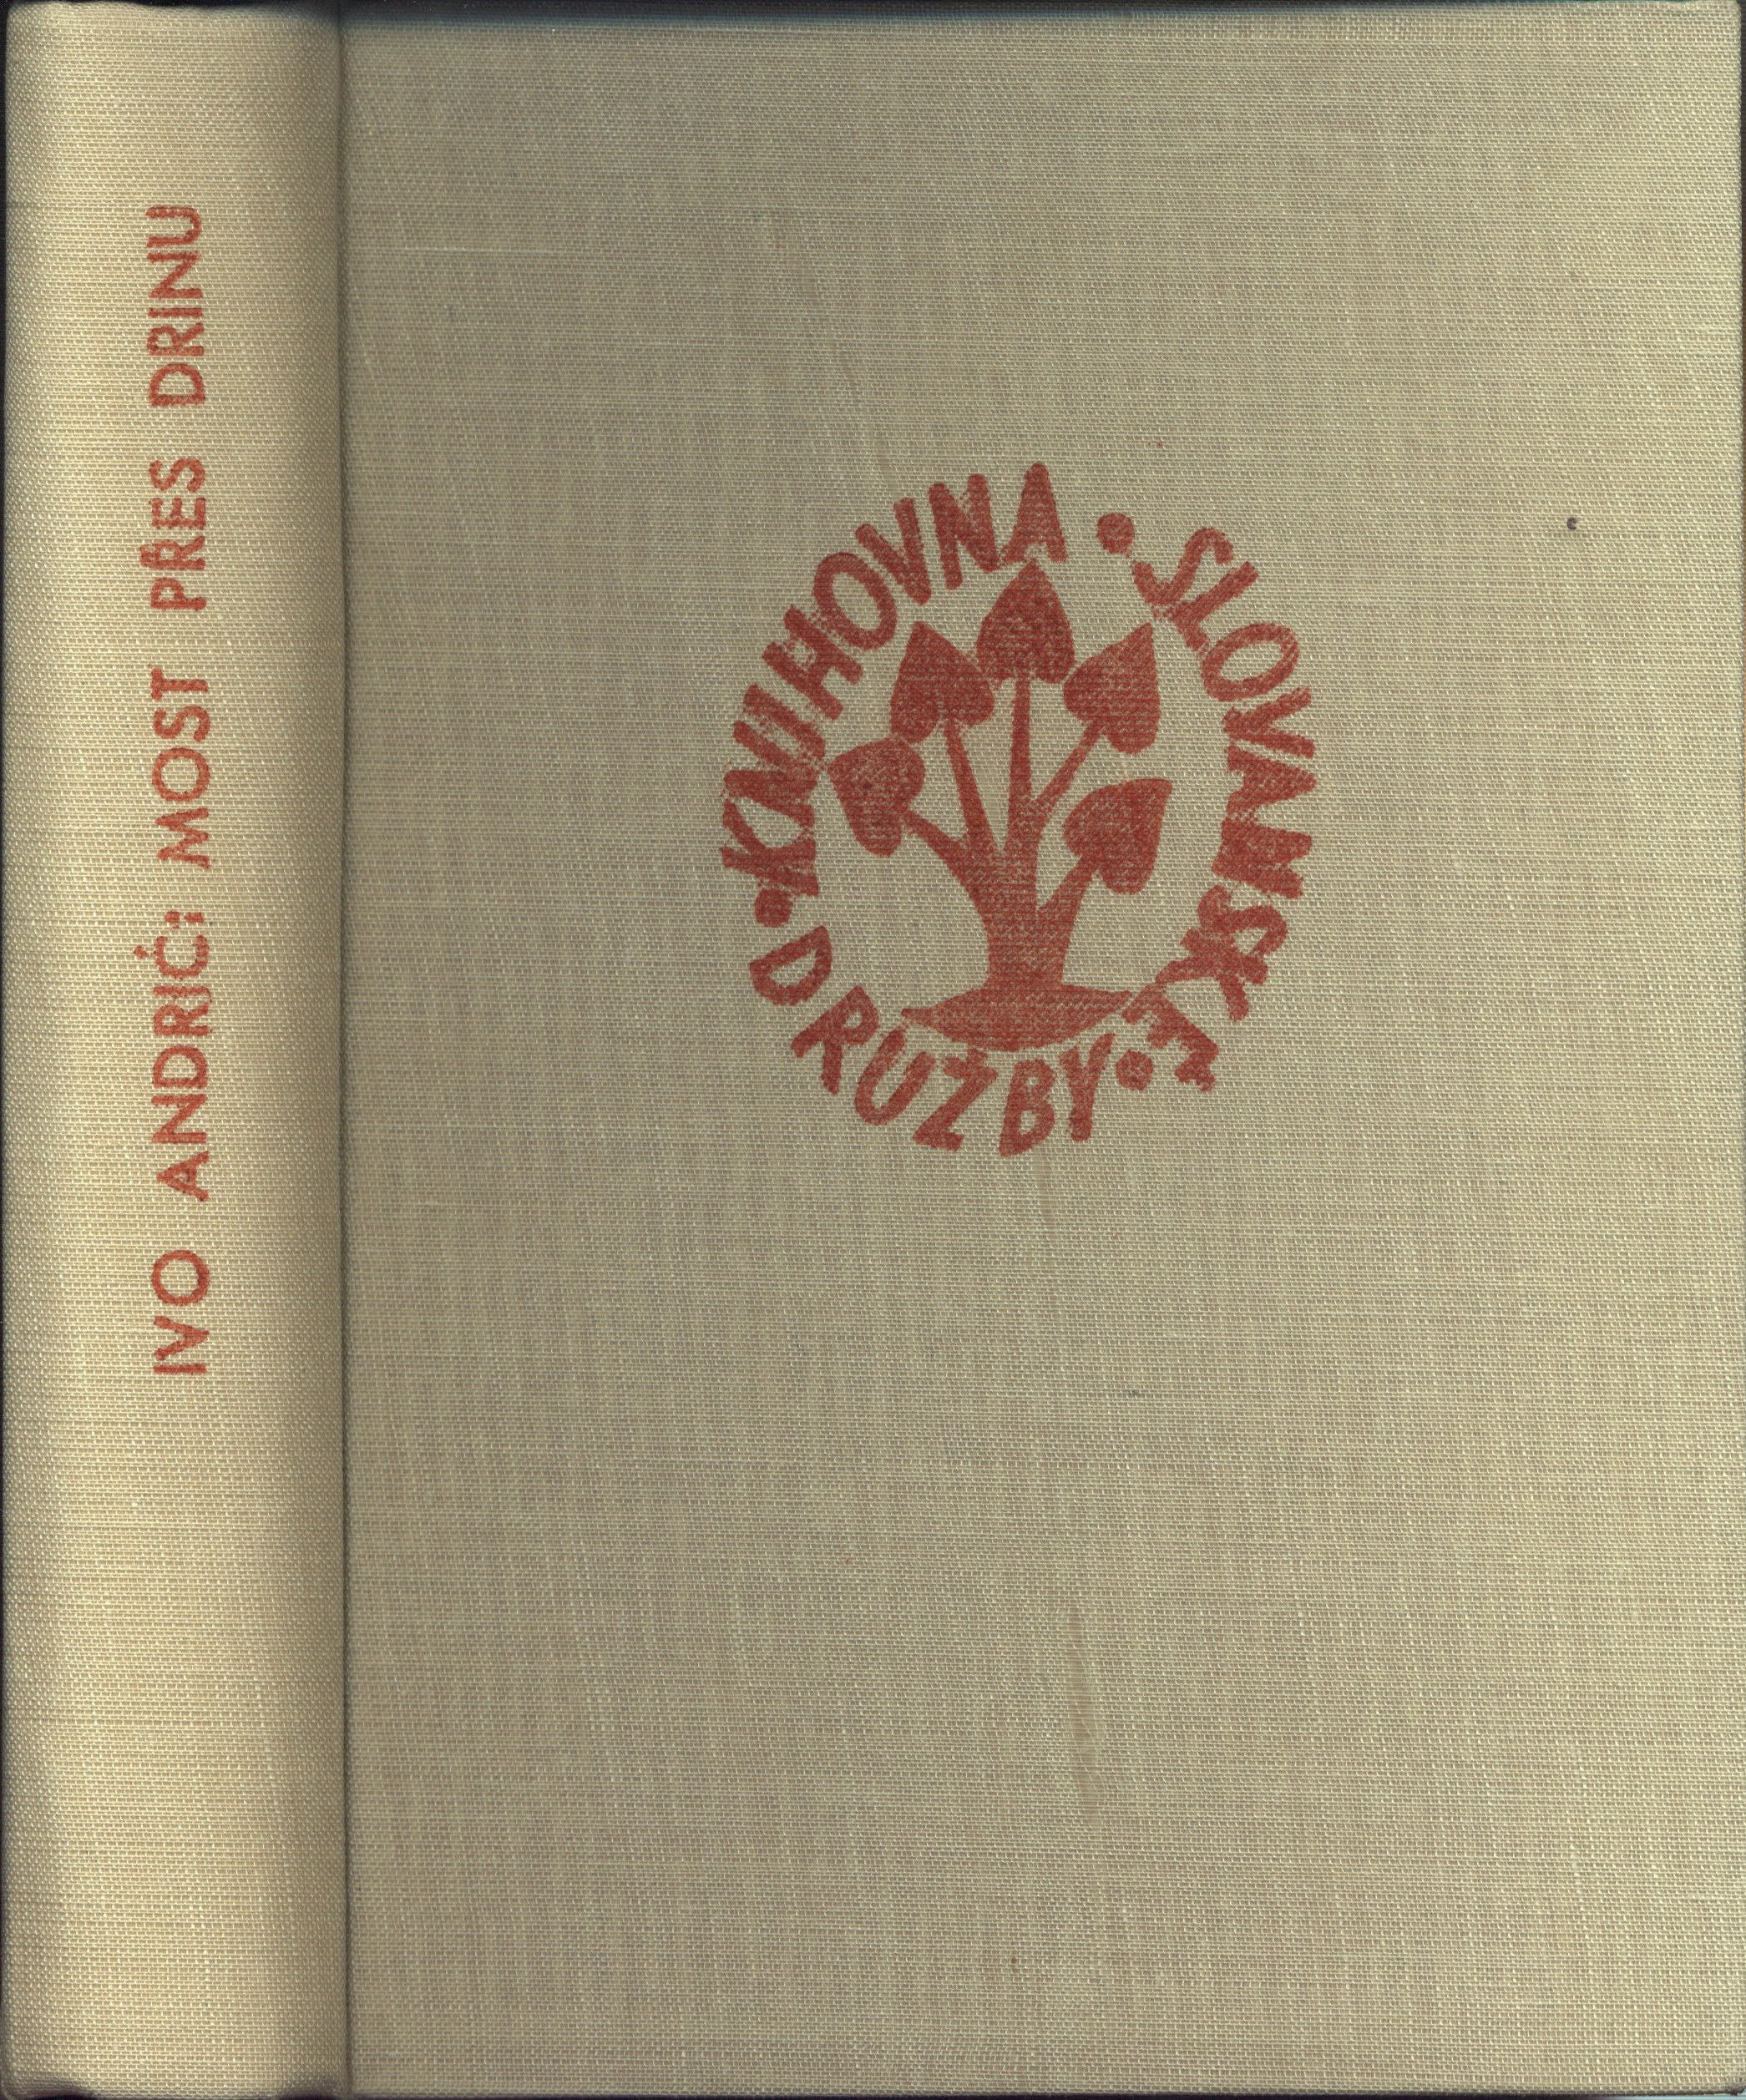 IVO ANDRIĆ: MOST PŘES DRINU
KNIHOVNA • SLOVANSKÉ • DRUŽBY •